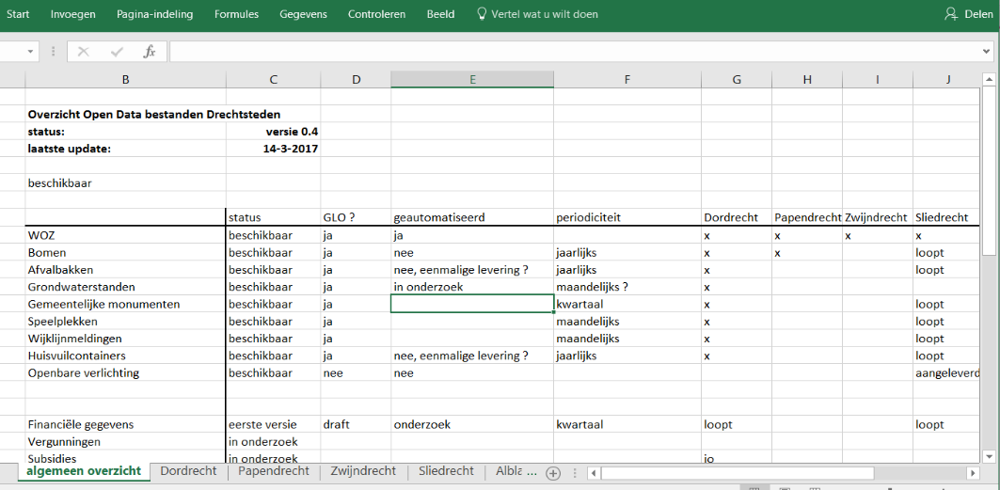 Start Invoegen Pagina-indeling Formules Gegevens Controleren Beeld Vertel wat u wilt doen Delen
fx
B C D E F G H I J
Overzicht Open Data bestanden Drechtsteden
status: versie 0.4
laatste update: 14-3-2017
beschikbaar
status GLO ? geautomatiseerd periodiciteit Dordrecht Papendrecht Zwijndrecht Sliedrecht
WOZ beschikbaar ja ja x x x x
Bomen beschikbaar ja nee jaarlijks x x loopt
Afvalbakken beschikbaar ja nee, eenmalige levering ? jaarlijks x loopt
Grondwaterstanden beschikbaar ja in onderzoek maandelijks ? x
Gemeentelijke monumenten beschikbaar ja kwartaal x loopt
Speelplekken beschikbaar ja maandelijks x loopt
Wijklijnmeldingen beschikbaar ja maandelijks x loopt
Huisvuilcontainers beschikbaar ja nee, eenmalige levering ? jaarlijks x loopt
Openbare verlichting beschikbaar nee nee aangeleverd
Financiële gegevens eerste versie draft onderzoek kwartaal loopt loopt
Vergunningen in onderzoek
Subsidies in onderzoek
algemeen overzicht Dordrecht Papendrecht Zwijndrecht Sliedrecht Albla ...